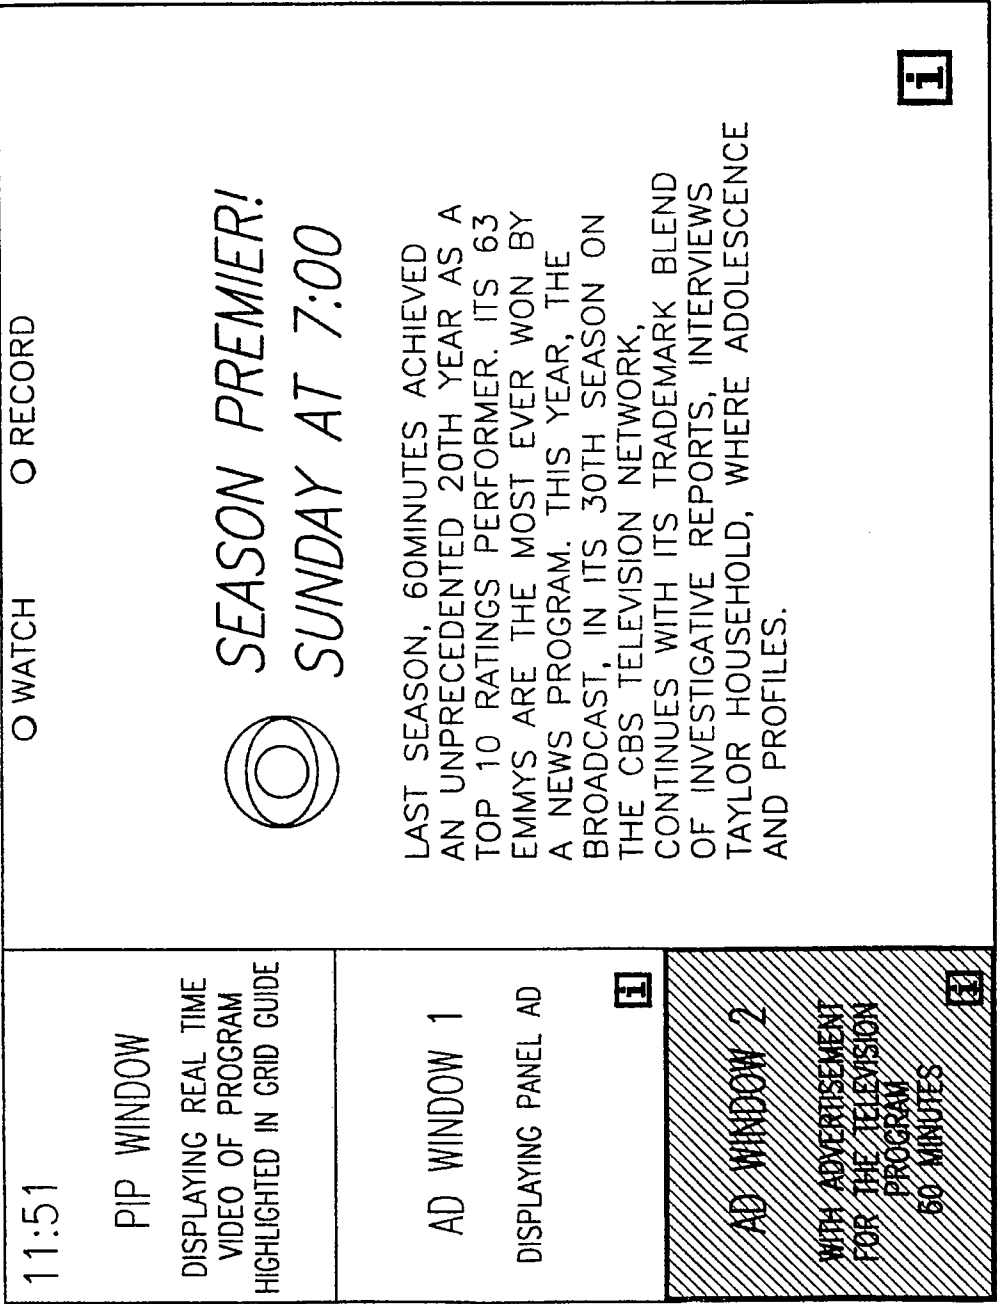 11:51
○ WATCH ○ RECORD
PIP WINDOW
DISPLAYING REAL TIME
VIDEO OF PROGRAM
HIGHLIGHTED IN GRID GUIDE
AD WINDOW 1
DISPLAYING PANEL AD
i
AD WINDOW 2
WITH ADVERTISEMENT
FOR THE TELEVISION
PROGRAM
60 MINUTES
i
SEASON PREMIER!
SUNDAY AT 7:00
LAST SEASON, 60MINUTES ACHIEVED
AN UNPRECEDENTED 20TH YEAR AS A
TOP 10 RATINGS PERFORMER. ITS 63
EMMYS ARE THE MOST EVER WON BY
A NEWS PROGRAM. THIS YEAR, THE
BROADCAST, IN ITS 30TH SEASON ON
THE CBS TELEVISION NETWORK,
CONTINUES WITH ITS TRADEMARK BLEND
OF INVESTIGATIVE REPORTS, INTERVIEWS
TAYLOR HOUSEHOLD, WHERE ADOLESCENCE
AND PROFILES.
i